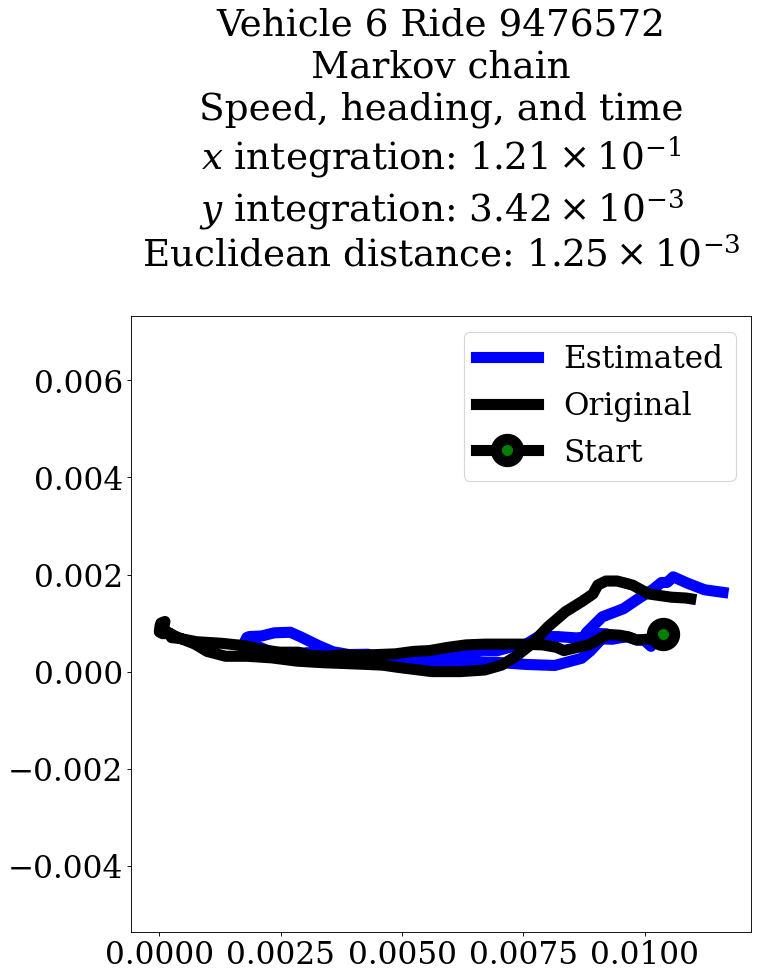 Vehicle 6 Ride 9476572
Markov chain
Speed, heading, and time
x integration: 1.21 × 10⁻¹
y integration: 3.42 × 10⁻³
Euclidean distance: 1.25 × 10⁻³
Estimated
Original
Start
0.006
0.004
0.002
0.000
−0.002
−0.004
0.0000 0.0025 0.0050 0.0075 0.0100